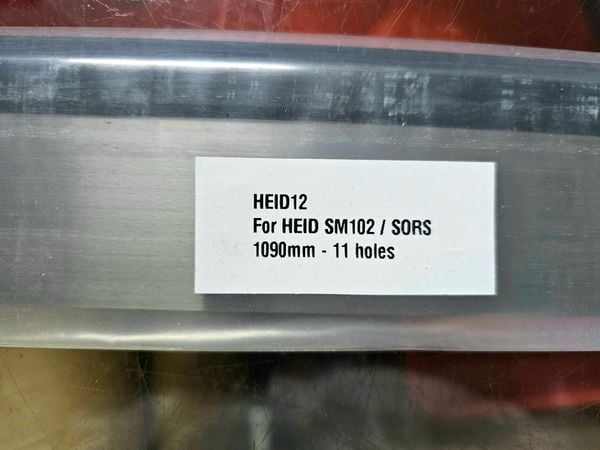 HEID12
For HEID SM102 / SORS
1090mm - 11 holes